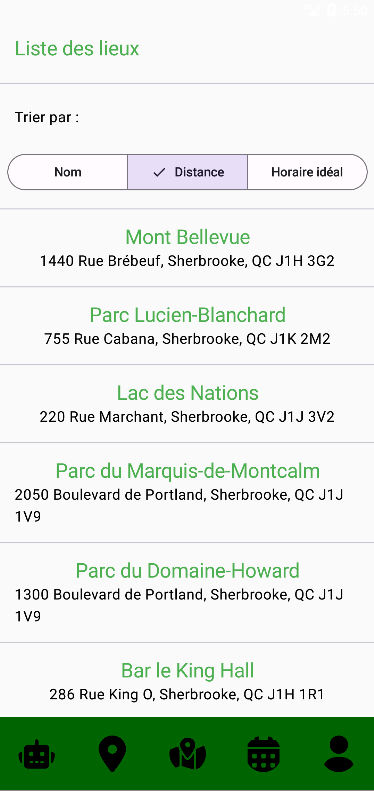 5:50
Liste des lieux
Trier par :
Nom
Distance
Horaire idéal
Mont Bellevue
1440 Rue Brébeuf, Sherbrooke, QC J1H 3G2
Parc Lucien-Blanchard
755 Rue Cabana, Sherbrooke, QC J1K 2M2
Lac des Nations
220 Rue Marchant, Sherbrooke, QC J1J 3V2
Parc du Marquis-de-Montcalm
2050 Boulevard de Portland, Sherbrooke, QC J1J
1V9
Parc du Domaine-Howard
1300 Boulevard de Portland, Sherbrooke, QC J1J
1V9
Bar le King Hall
286 Rue King O, Sherbrooke, QC J1H 1R1